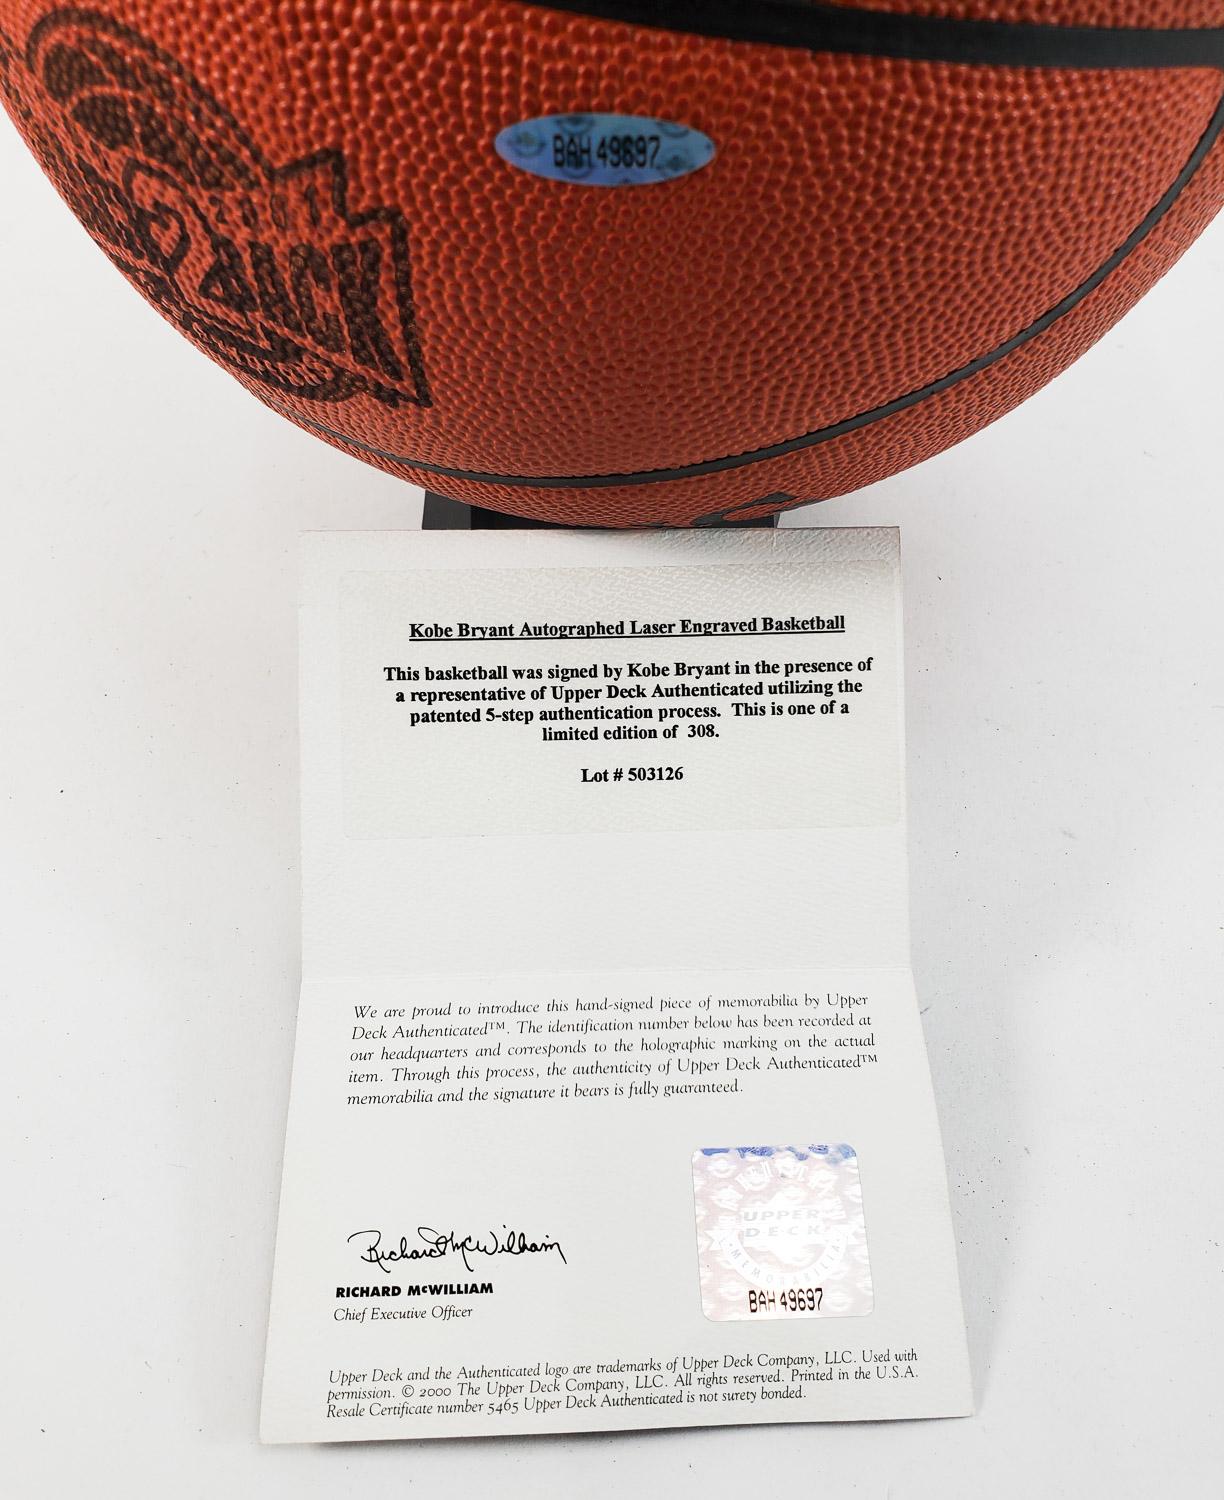 BAH 49697
2001
BACK
Kobe Bryant Autographed Laser Engraved Basketball
This basketball was signed by Kobe Bryant in the presence of
a representative of Upper Deck Authenticated utilizing the
patented 5-step authentication process. This is one of a
limited edition of 308.
Lot # 503126
We are proud to introduce this hand-signed piece of memorabilia by Upper
Deck Authenticated™. The identification number below has been recorded at
our headquarters and corresponds to the holographic marking on the actual
item. Through this process, the authenticity of Upper Deck Authenticated™
memorabilia and the signature it bears is fully guaranteed.
Richard McWilliam
RICHARD McWILLIAM
Chief Executive Officer
UPPER
DECK
MEMORABILIA
BAH 49697
Upper Deck and the Authenticated logo are trademarks of Upper Deck Company, LLC. Used with
permission. © 2000 The Upper Deck Company, LLC. All rights reserved. Printed in the U.S.A.
Resale Certificate number 5465 Upper Deck Authenticated is not surety bonded.